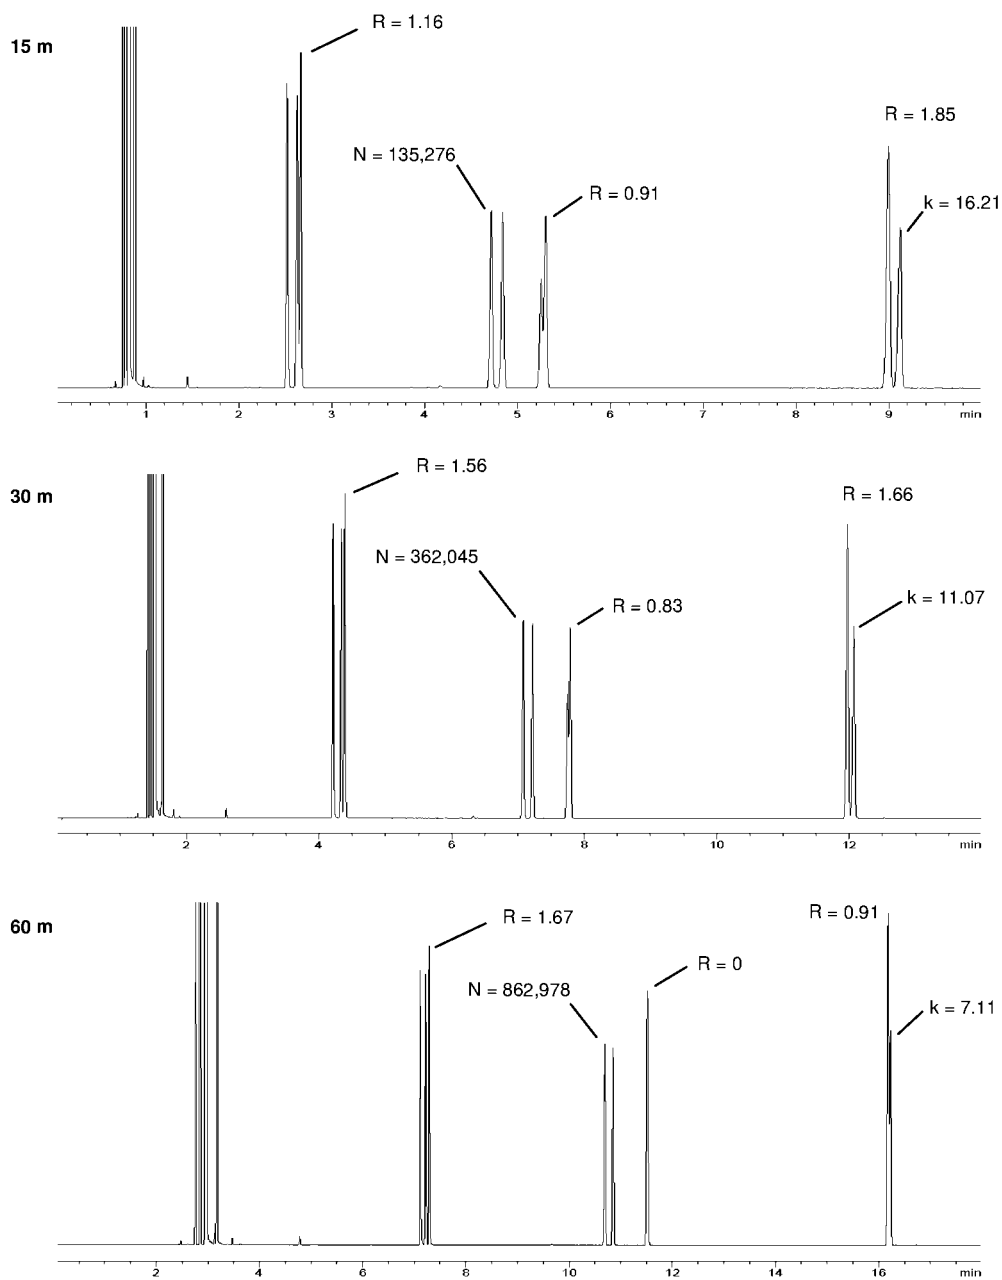 15 m
R = 1.16
N = 135,276
R = 0.91
R = 1.85
k = 16.21
1 2 3 4 5 6 7 8 9 min
30 m
R = 1.56
N = 362,045
R = 0.83
R = 1.66
k = 11.07
2 4 6 8 10 12 min
60 m
R = 1.67
N = 862,978
R = 0
R = 0.91
k = 7.11
2 4 6 8 10 12 14 16 min